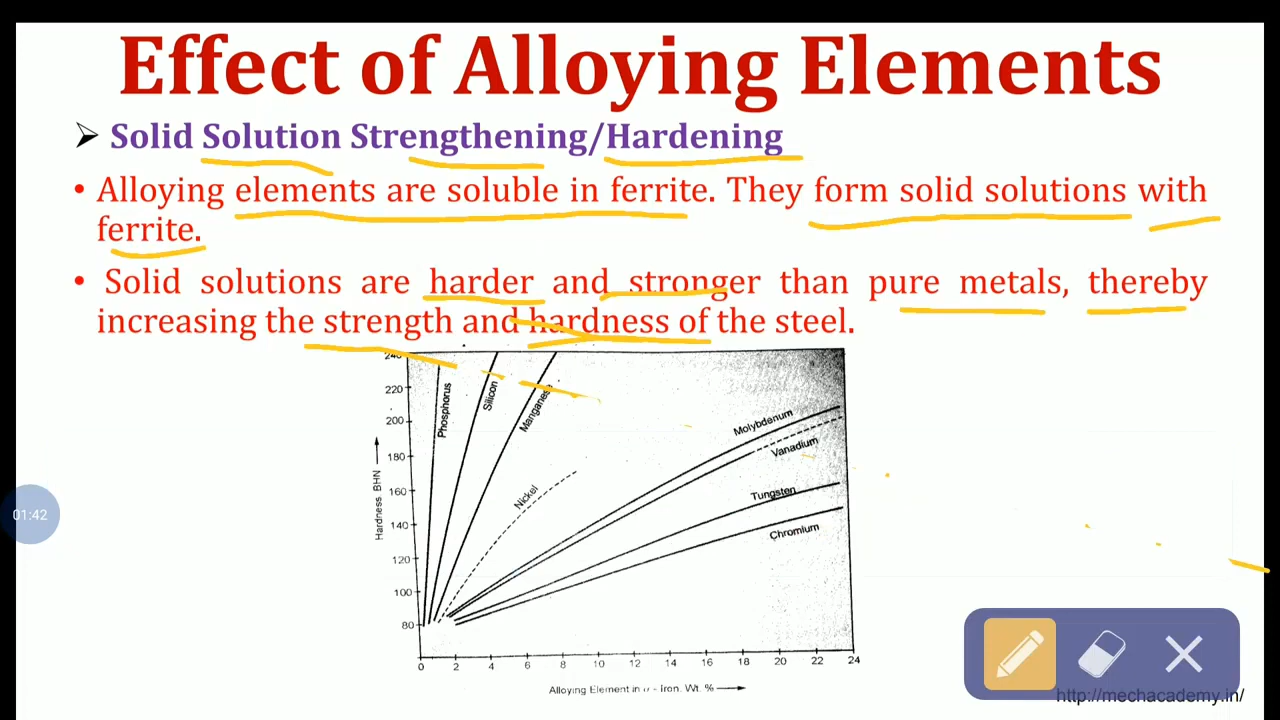 Effect of Alloying Elements
➢ Solid Solution Strengthening/Hardening
• Alloying elements are soluble in ferrite. They form solid solutions with
ferrite.
• Solid solutions are harder and stronger than pure metals, thereby
increasing the strength and hardness of the steel.
240
220
200
180
160
140
120
100
80
Hardness BHN
Phosphorus
Silicon
Manganese
Nickel
Molybdenum
Vanadium
Tungsten
Chromium
0 2 4 6 8 10 12 14 16 18 20 22 24
Alloying Element in α - Iron. Wt. %
01:42
http://mechacademy.in/